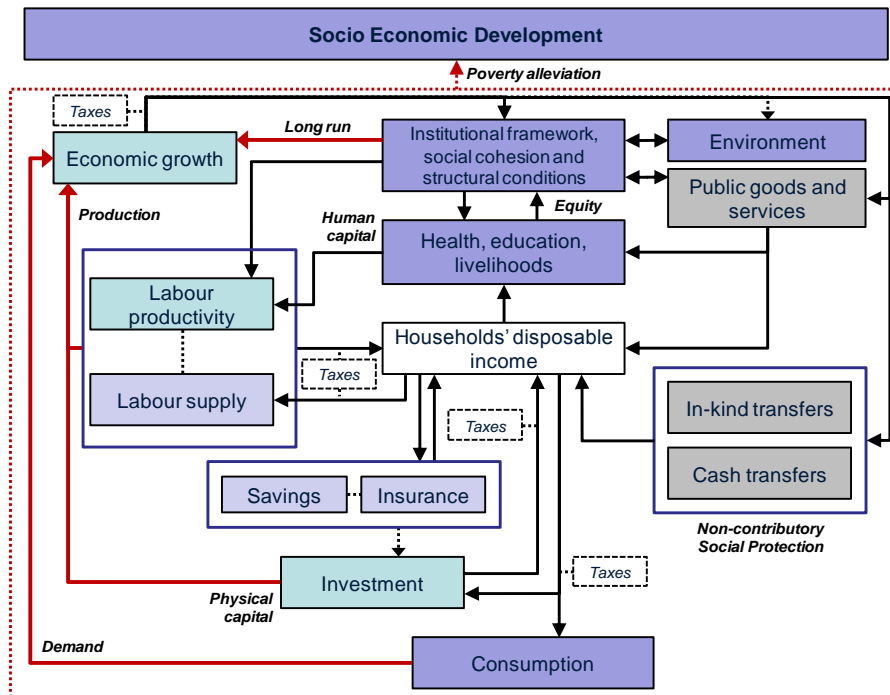 Socio Economic Development
Poverty alleviation
Taxes
Long run
Institutional framework,
social cohesion and
structural conditions
Environment
Economic growth
Public goods and
services
Production
Human
capital
Equity
Health, education,
livelihoods
Labour
productivity
Households' disposable
income
Taxes
Labour supply
In-kind transfers
Taxes
Cash transfers
Savings
Insurance
Non-contributory
Social Protection
Investment
Taxes
Physical
capital
Demand
Consumption